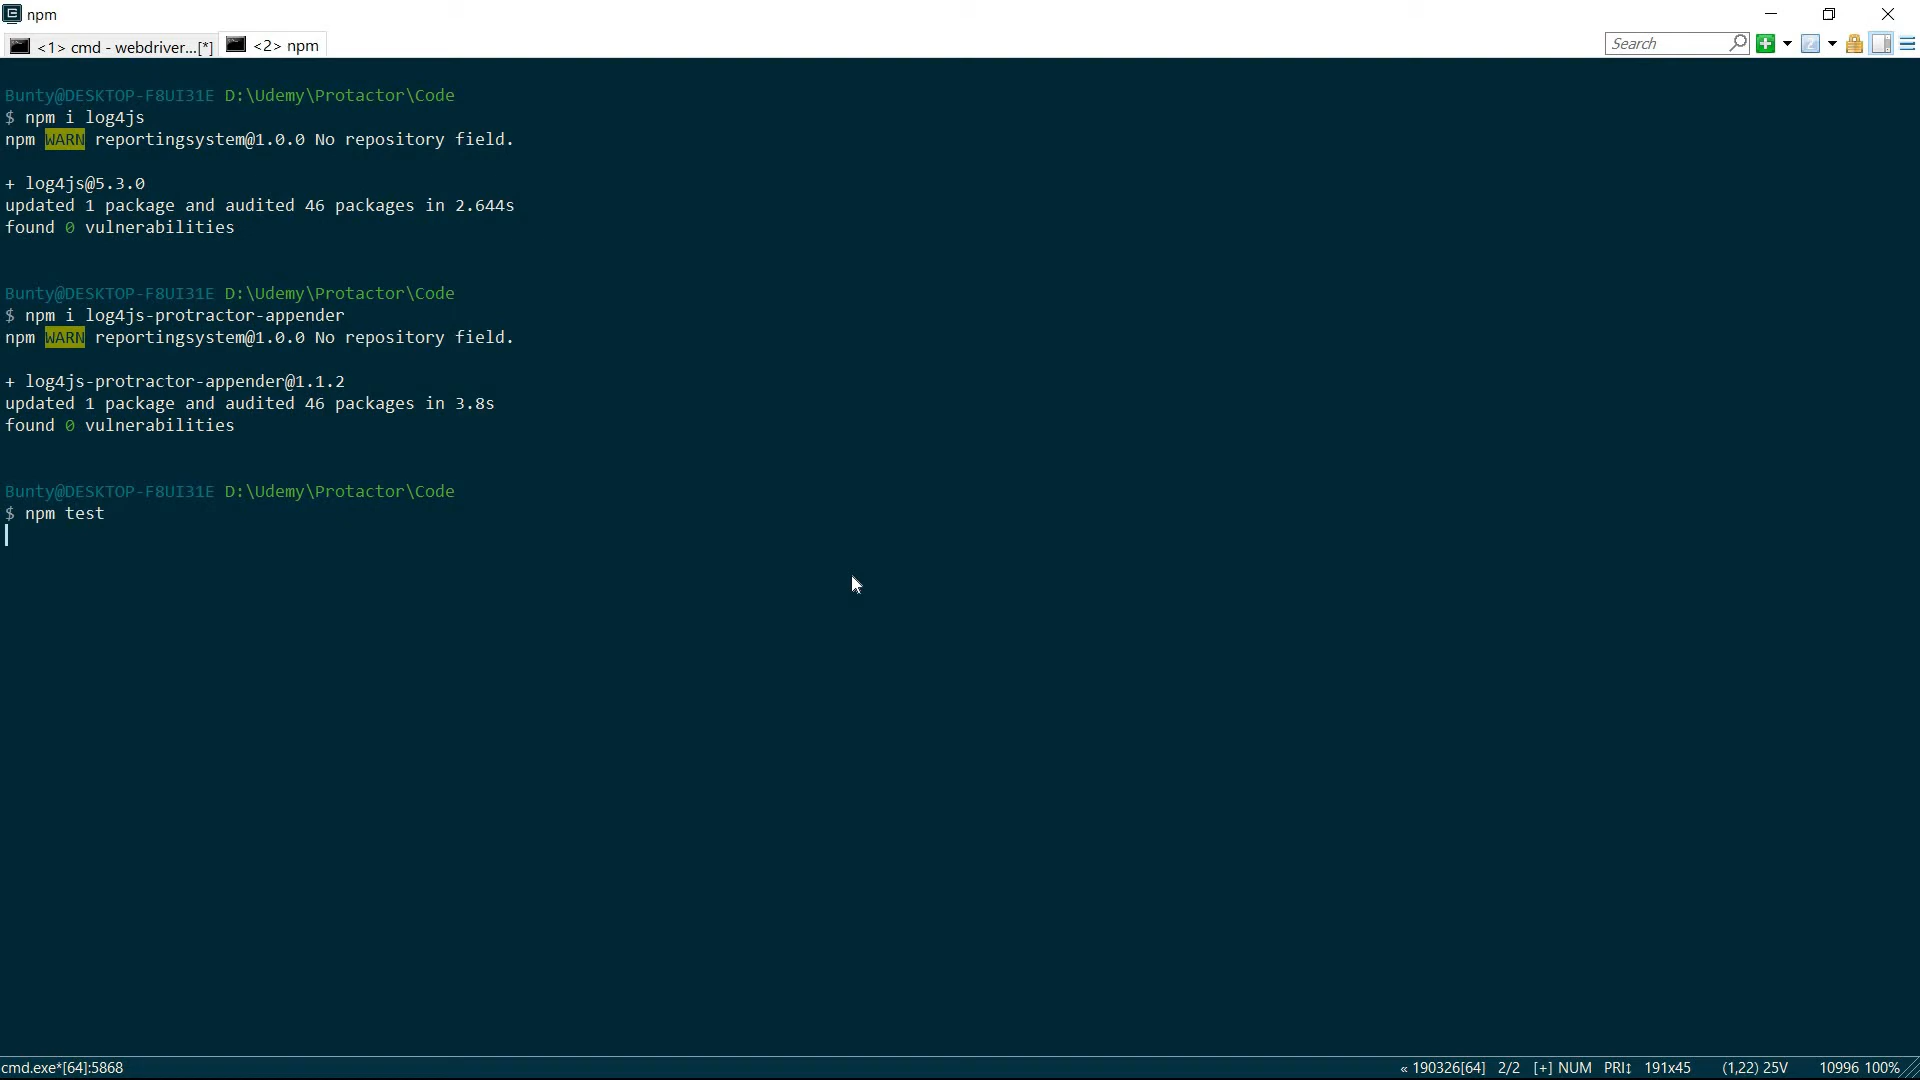 npm
<1> cmd - webdriver...[*]
<2> npm
Search
Bunty@DESKTOP-F8UI31E D:\Udemy\Protactor\Code
$ npm i log4js
npm WARN reportingsystem@1.0.0 No repository field.
+ log4js@5.3.0
updated 1 package and audited 46 packages in 2.644s
found 0 vulnerabilities
Bunty@DESKTOP-F8UI31E D:\Udemy\Protactor\Code
$ npm i log4js-protractor-appender
npm WARN reportingsystem@1.0.0 No repository field.
+ log4js-protractor-appender@1.1.2
updated 1 package and audited 46 packages in 3.8s
found 0 vulnerabilities
Bunty@DESKTOP-F8UI31E D:\Udemy\Protactor\Code
$ npm test
cmd.exe*[64]:5868
« 190326[64] 2/2 [+] NUM PRI↕ 191x45 (1,22) 25V 10996 100%